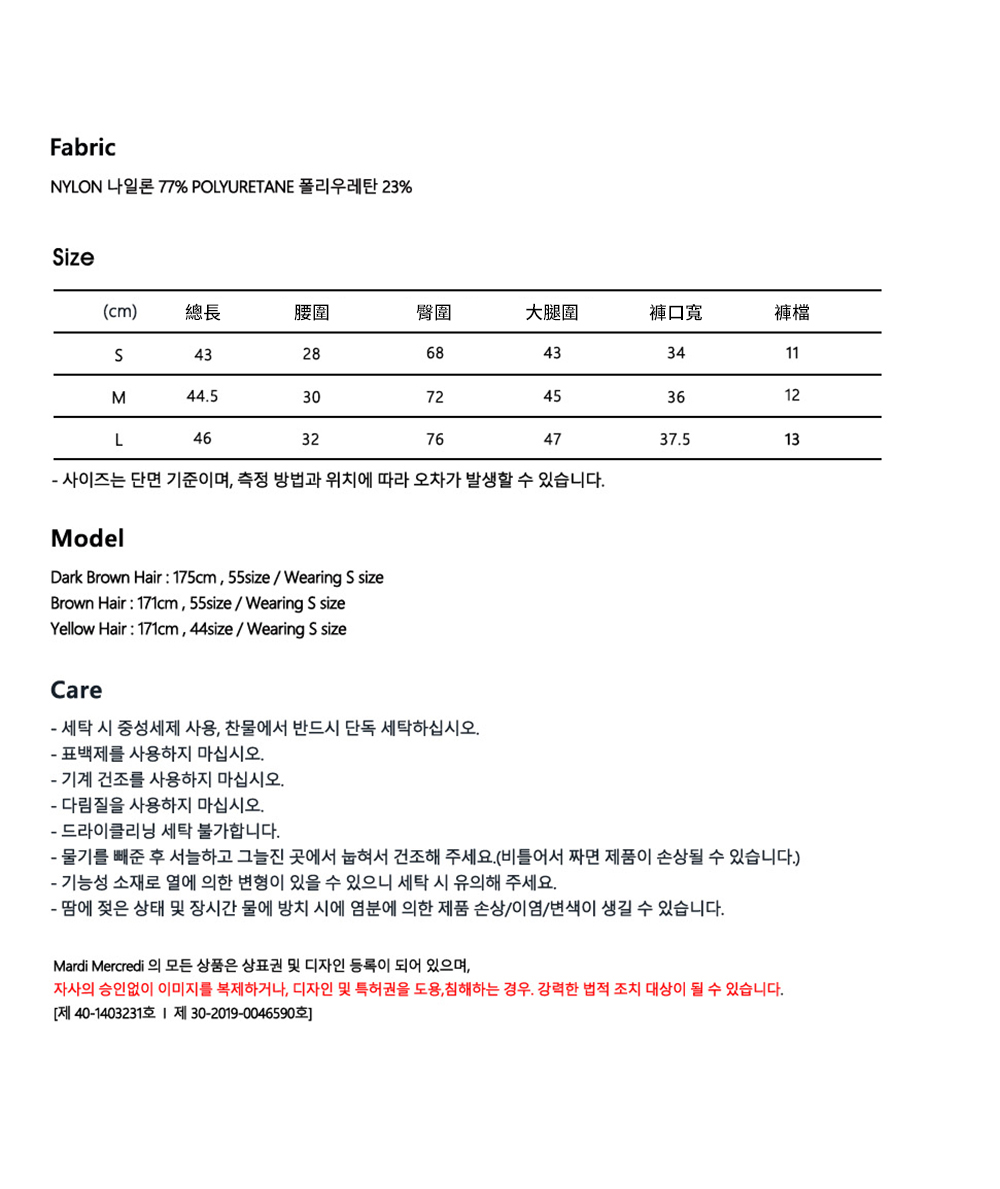 Fabric
NYLON 나일론 77% POLYURETANE 폴리우레탄 23%
Size
(cm) 總長 腰圍 臀圍 大腿圍 褲口寬 褲檔
S 43 28 68 43 34 11
M 44.5 30 72 45 36 12
L 46 32 76 47 37.5 13
- 사이즈는 단면 기준이며, 측정 방법과 위치에 따라 오차가 발생할 수 있습니다.
Model
Dark Brown Hair : 175cm , 55size / Wearing S size
Brown Hair : 171cm , 55size / Wearing S size
Yellow Hair : 171cm , 44size / Wearing S size
Care
- 세탁 시 중성세제 사용, 찬물에서 반드시 단독 세탁하십시오.
- 표백제를 사용하지 마십시오.
- 기계 건조를 사용하지 마십시오.
- 다림질을 사용하지 마십시오.
- 드라이클리닝 세탁 불가합니다.
- 물기를 빼준 후 서늘하고 그늘진 곳에서 눕혀서 건조해 주세요.(비틀어서 짜면 제품이 손상될 수 있습니다.)
- 기능성 소재로 열에 의한 변형이 있을 수 있으니 세탁 시 유의해 주세요.
- 땀에 젖은 상태 및 장시간 물에 방치 시에 염분에 의한 제품 손상/이염/변색이 생길 수 있습니다.
Mardi Mercredi 의 모든 상품은 상표권 및 디자인 등록이 되어 있으며,
자사의 승인없이 이미지를 복제하거나, 디자인 및 특허권을 도용,침해하는 경우. 강력한 법적 조치 대상이 될 수 있습니다.
[제 40-1403231호 ㅣ 제 30-2019-0046590호]